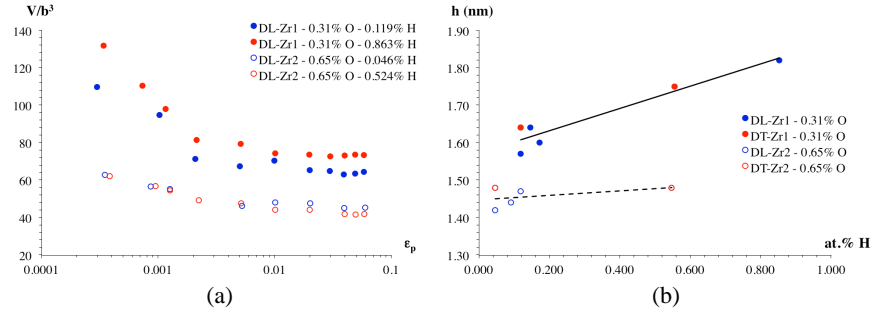 V/b³
140
120
100
80
60
40
20
0.0001
0.001
0.01
0.1
εp
DL-Zr1 - 0.31% O - 0.119% H
DL-Zr1 - 0.31% O - 0.863% H
DL-Zr2 - 0.65% O - 0.046% H
DL-Zr2 - 0.65% O - 0.524% H
(a)
h (nm)
1.90
1.80
1.70
1.60
1.50
1.40
1.30
0.000
0.200
0.400
0.600
0.800
1.000
at.% H
DL-Zr1 - 0.31% O
DT-Zr1 - 0.31% O
DL-Zr2 - 0.65% O
DT-Zr2 - 0.65% O
(b)